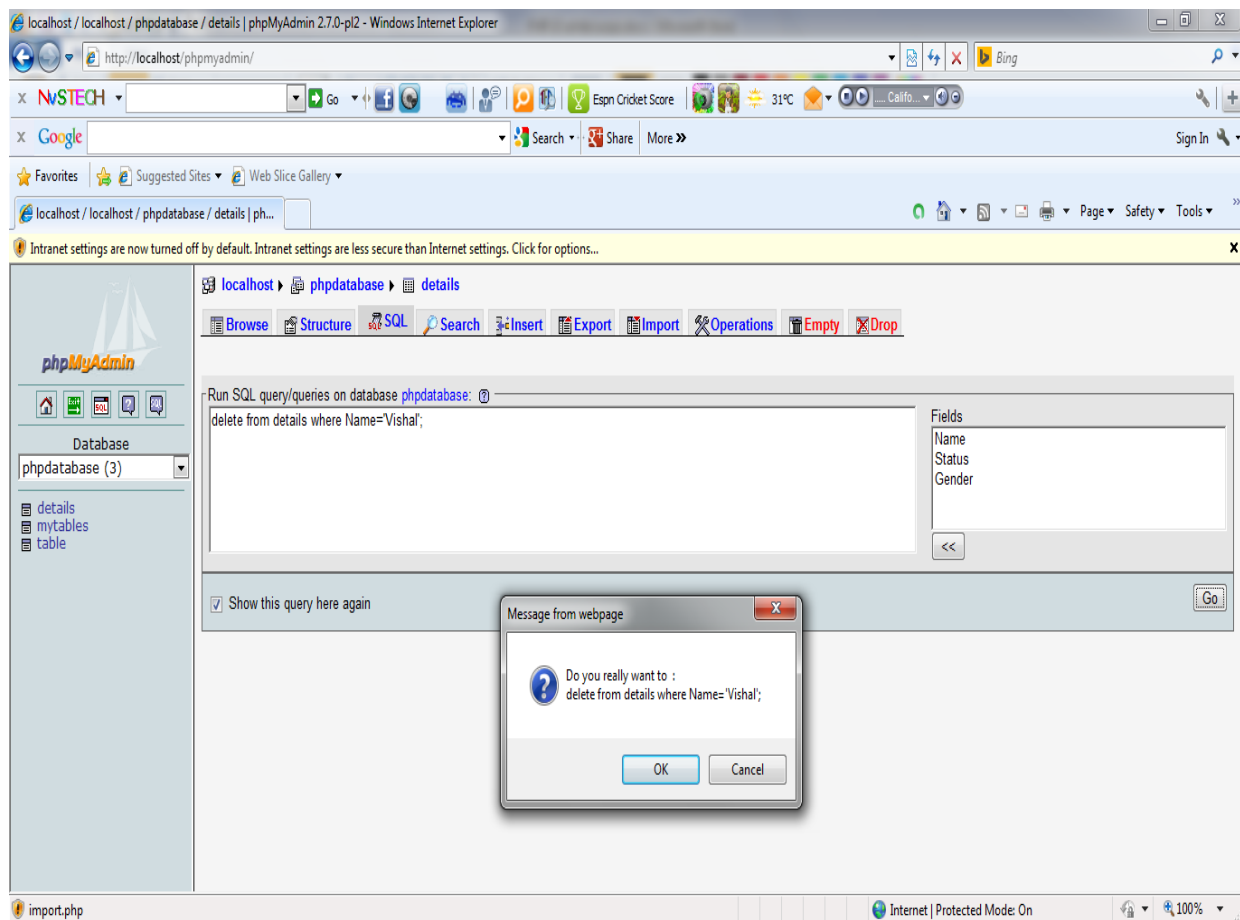 localhost / localhost / phpdatabase / details | phpMyAdmin 2.7.0-pl2 - Windows Internet Explorer
http://localhost/phpmyadmin/
Bing
x NVSTECH
Go
Espn Cricket Score
31°C
.... Califo...
x Google
Search
Share
More »
Sign In
Favorites
Suggested Sites
Web Slice Gallery
localhost / localhost / phpdatabase / details | ph...
Page
Safety
Tools
»
Intranet settings are now turned off by default. Intranet settings are less secure than Internet settings. Click for options...
x
phpMyAdmin
Database
phpdatabase (3)
details
mytables
table
localhost
phpdatabase
details
Browse
Structure
SQL
Search
Insert
Export
Import
Operations
Empty
Drop
Run SQL query/queries on database phpdatabase:
delete from details where Name='Vishal';
Fields
Name
Status
Gender
<<
Show this query here again
Go
Message from webpage
Do you really want to :
delete from details where Name='Vishal';
OK
Cancel
import.php
Internet | Protected Mode: On
100%